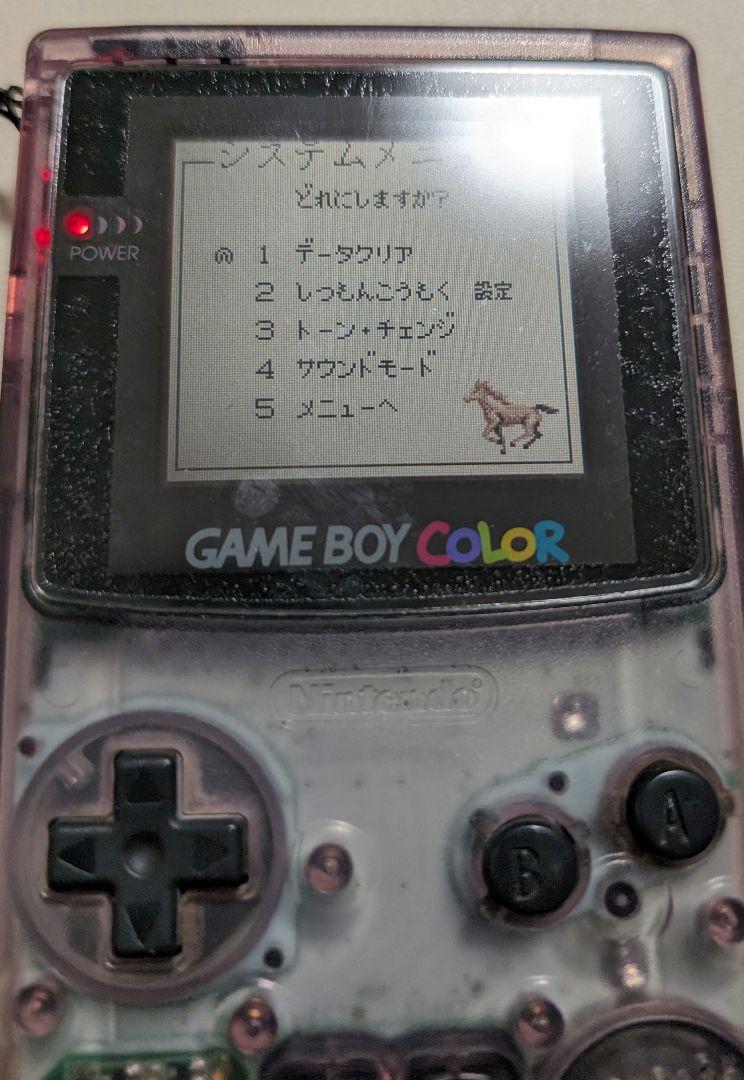 システムメニュ
どれにしますか?
1 データクリア
2 しつもんこうもく 設定
3 トーン・チェンジ
4 サウンドモード
5 メニューへ
POWER
GAME BOY COLOR
Nintendo
B
A